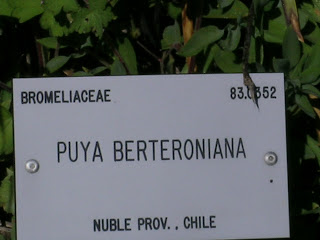 BROMELIACEAE 83.0352
PUYA BERTERONIANA
NUBLE PROV., CHILE